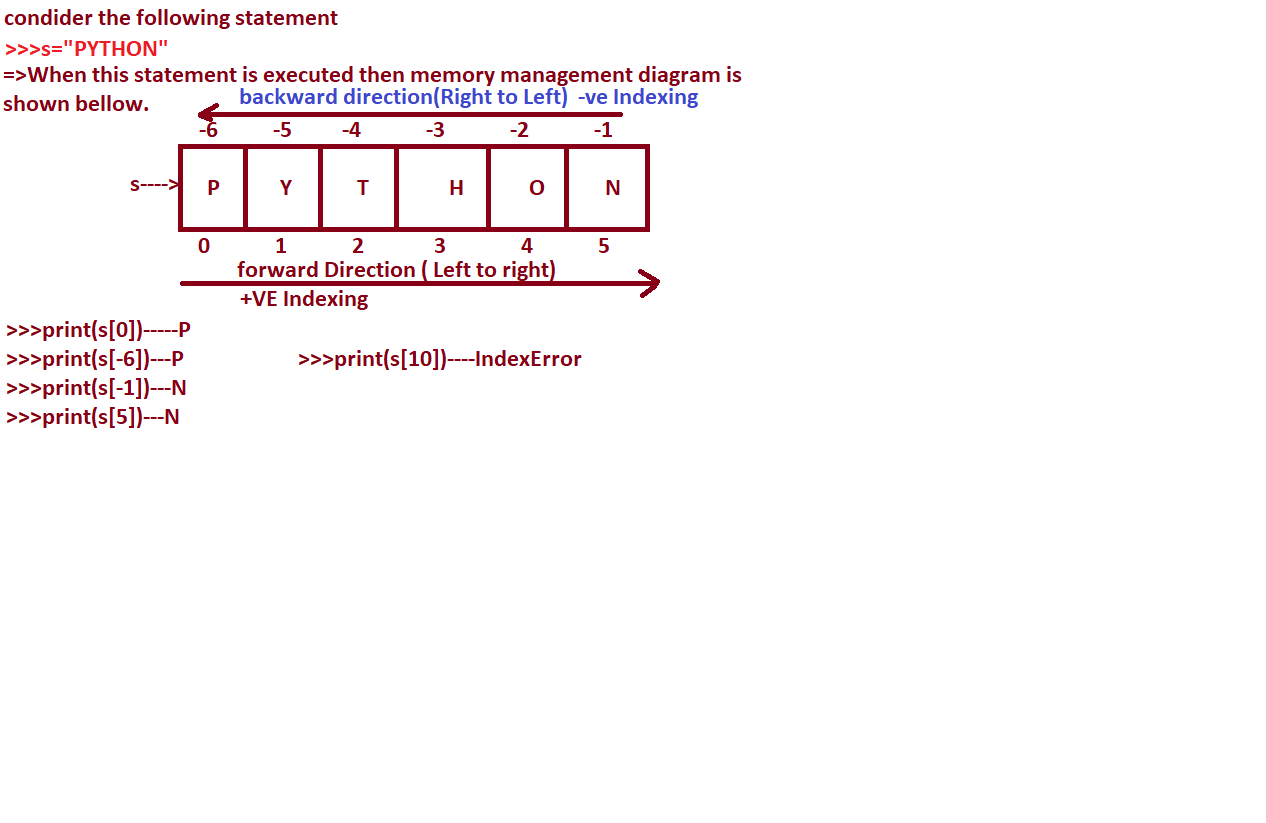 condider the following statement
>>>s="PYTHON"
=>When this statement is executed then memory management diagram is
shown bellow.
backward direction(Right to Left)  -ve Indexing
-6 -5 -4 -3 -2 -1
s----> P Y T H O N
0 1 2 3 4 5
forward Direction ( Left to right)
+VE Indexing
>>>print(s[0])-----P
>>>print(s[-6])---P >>>print(s[10])----IndexError
>>>print(s[-1])---N
>>>print(s[5])---N